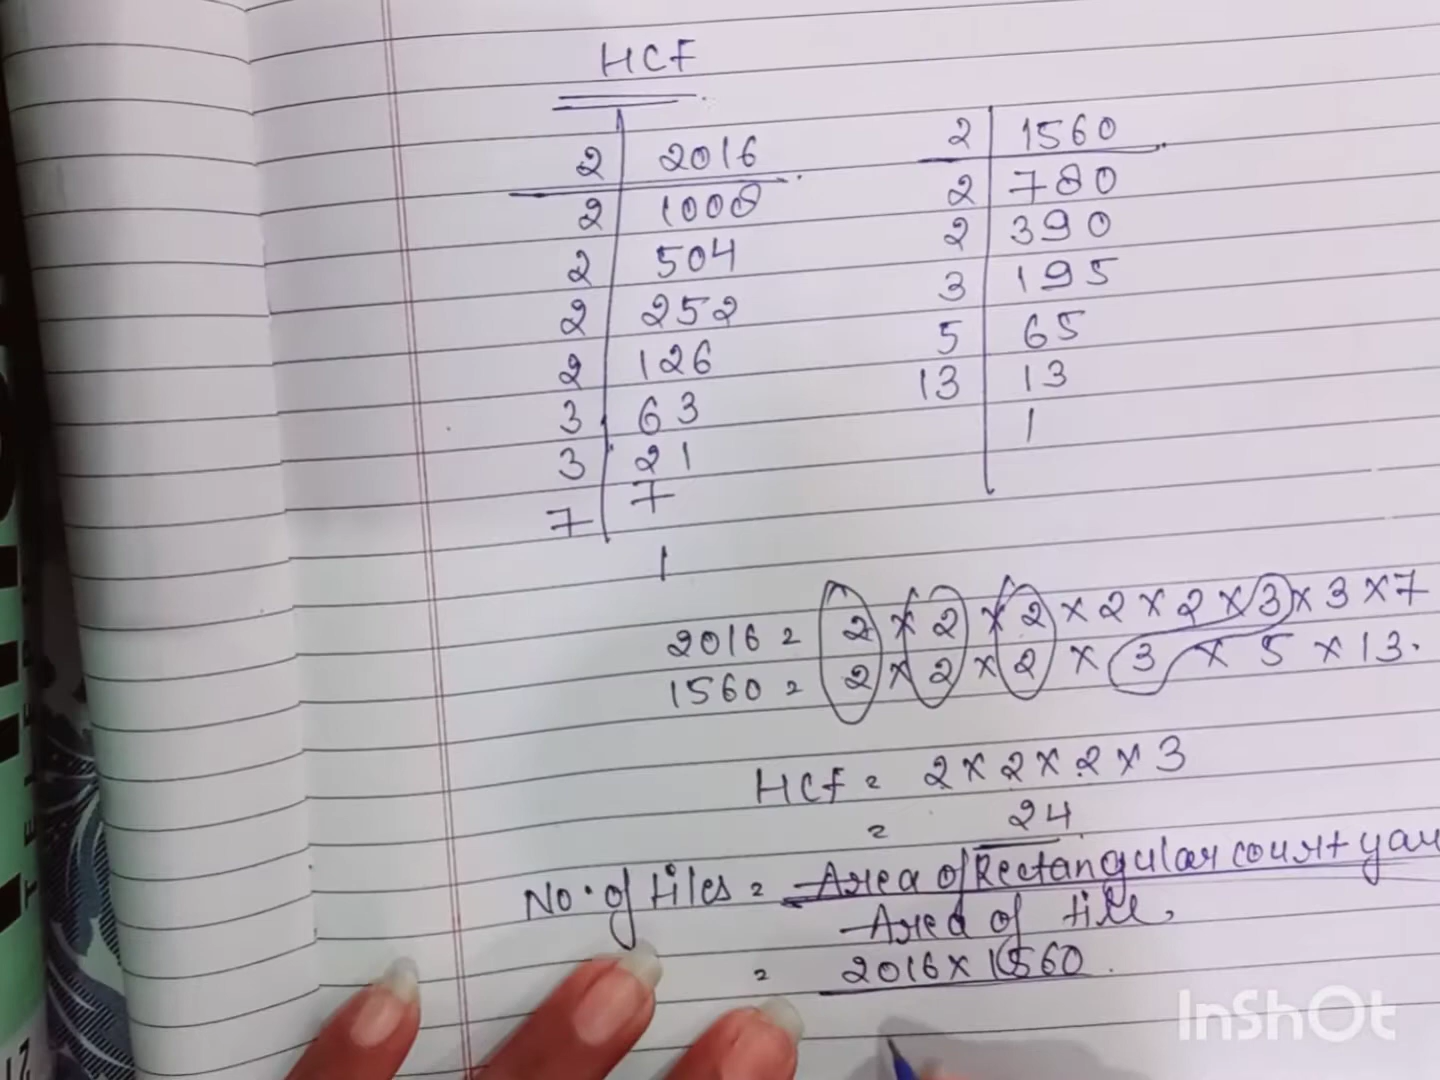 HCF
2 | 2016
2 | 1008
2 | 504
2 | 252
2 | 126
3 | 63
3 | 21
7 | 7
1
2 | 1560
2 | 780
2 | 390
3 | 195
5 | 65
13 | 13
1
2016 = 2 × 2 × 2 × 2 × 2 × 3 × 3 × 7
1560 = 2 × 2 × 2 × 3 × 5 × 13.
HCF = 2 × 2 × 2 × 3
= 24
No. of tiles = Area of Rectangular court yar
Area of tile
= 2016 × 1560
InShOt